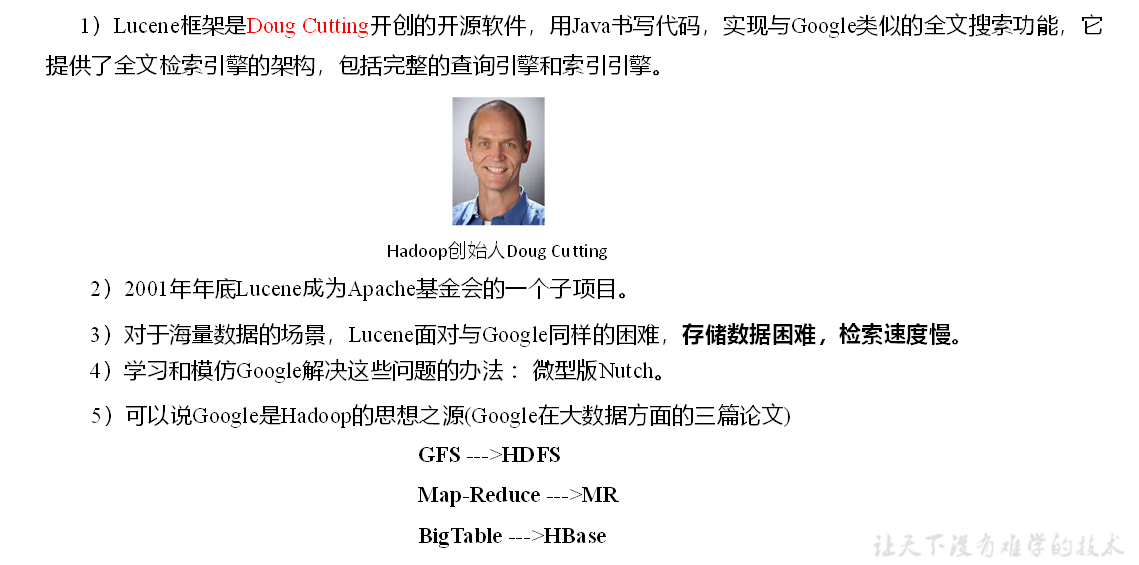 1）Lucene框架是Doug Cutting开创的开源软件，用Java书写代码，实现与Google类似的全文搜索功能，它
提供了全文检索引擎的架构，包括完整的查询引擎和索引引擎。
Hadoop创始人Doug Cutting
2）2001年年底Lucene成为Apache基金会的一个子项目。
3）对于海量数据的场景，Lucene面对与Google同样的困难，存储数据困难，检索速度慢。
4）学习和模仿Google解决这些问题的办法 ：微型版Nutch。
5）可以说Google是Hadoop的思想之源(Google在大数据方面的三篇论文)
GFS --->HDFS
Map-Reduce --->MR
BigTable --->HBase
让天下没有难学的技术